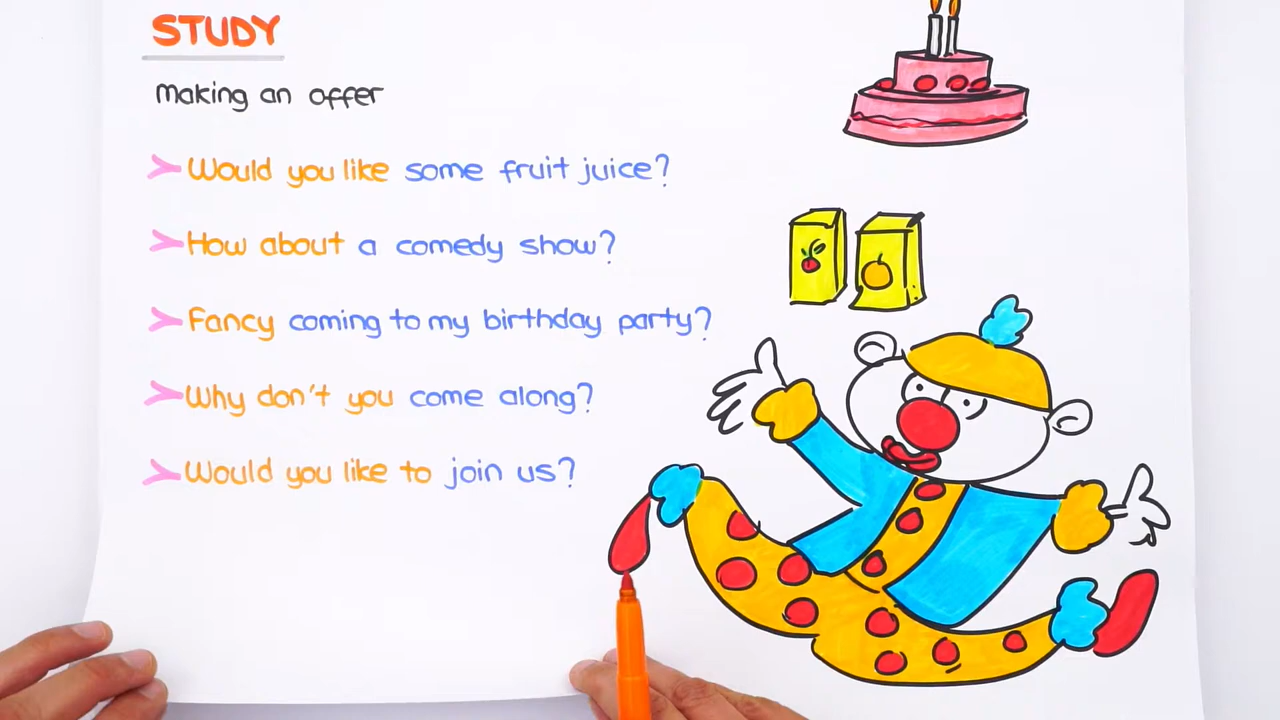 STUDY
Making an offer
Would you like some fruit juice?
How about a comedy show?
Fancy coming to my birthday party?
Why don't you come along?
Would you like to join us?